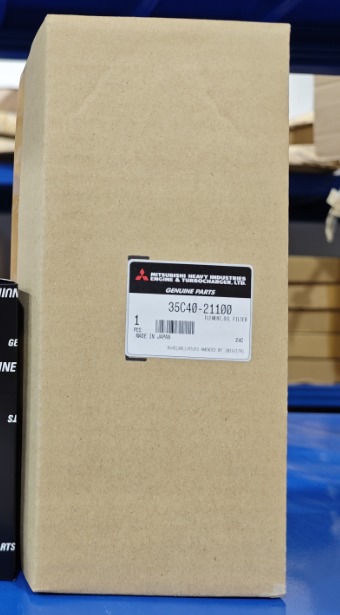 MITSUBISHI HEAVY INDUSTRIES
ENGINE & TURBOCHARGER, LTD.
GENUINE PARTS
35C40-21100
ELEMENT,OIL FILTER
1
PCS
MADE IN JAPAN